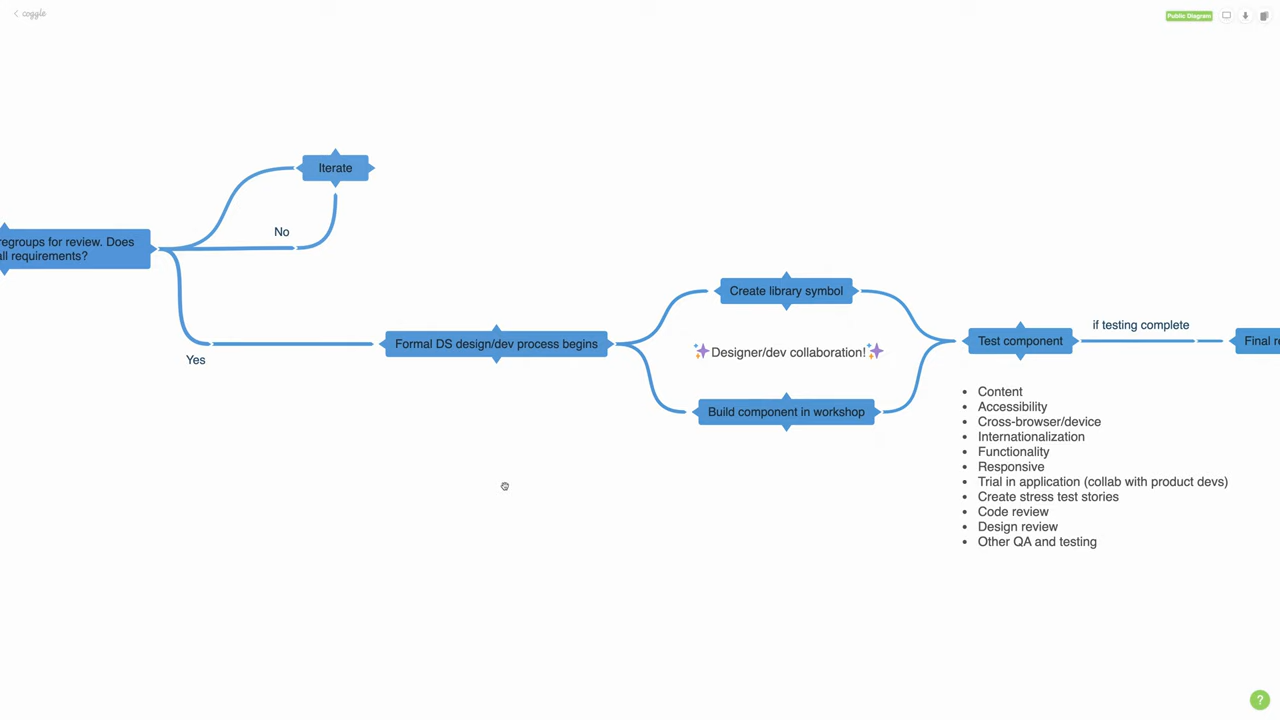 coggle
Public Diagram
Iterate
No
regroups for review. Does
all requirements?
Yes
Formal DS design/dev process begins
Create library symbol
✨Designer/dev collaboration!✨
Build component in workshop
Test component
if testing complete
Final re
• Content
• Accessibility
• Cross-browser/device
• Internationalization
• Functionality
• Responsive
• Trial in application (collab with product devs)
• Create stress test stories
• Code review
• Design review
• Other QA and testing
?